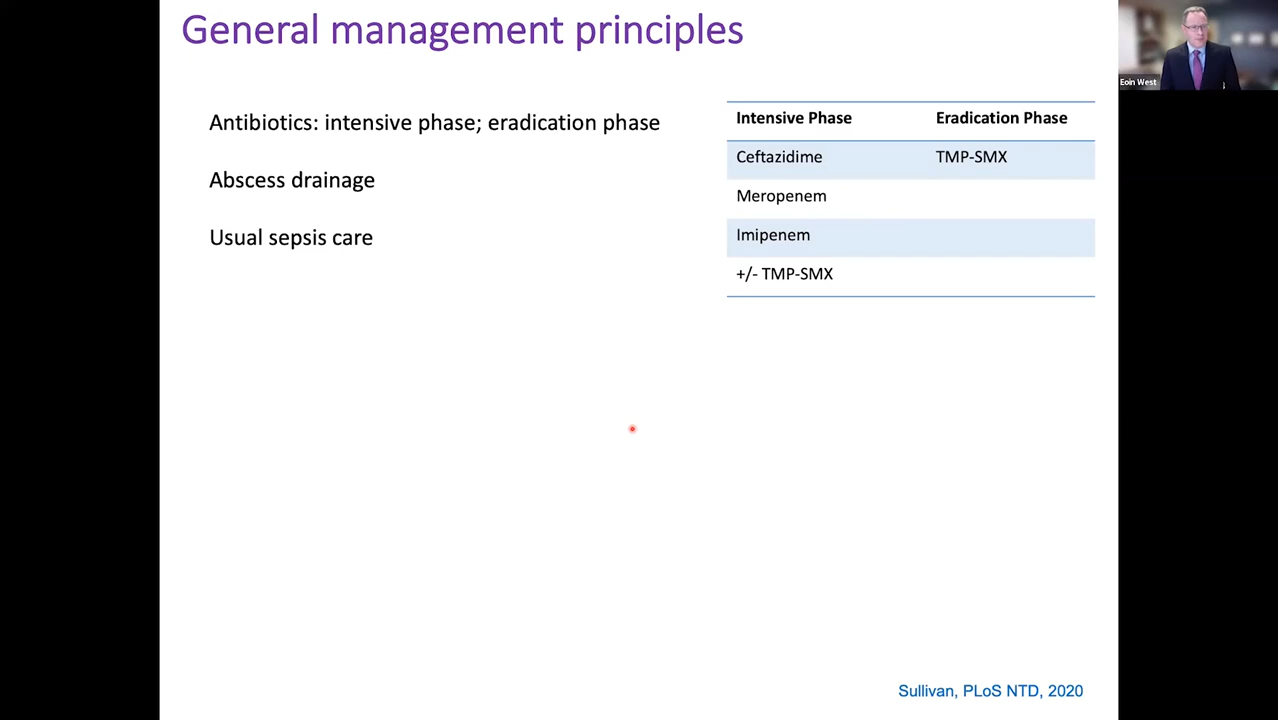 General management principles
Eoin West
Antibiotics: intensive phase; eradication phase
Abscess drainage
Usual sepsis care
Intensive Phase Eradication Phase
Ceftazidime TMP-SMX
Meropenem
Imipenem
+/- TMP-SMX
Sullivan, PLoS NTD, 2020